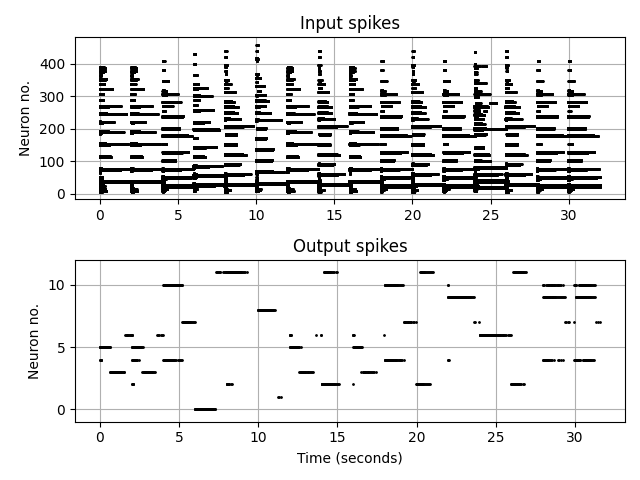 Input spikes
Neuron no.
400
300
200
100
0
0 5 10 15 20 25 30
Output spikes
Neuron no.
10
5
0
0 5 10 15 20 25 30
Time (seconds)